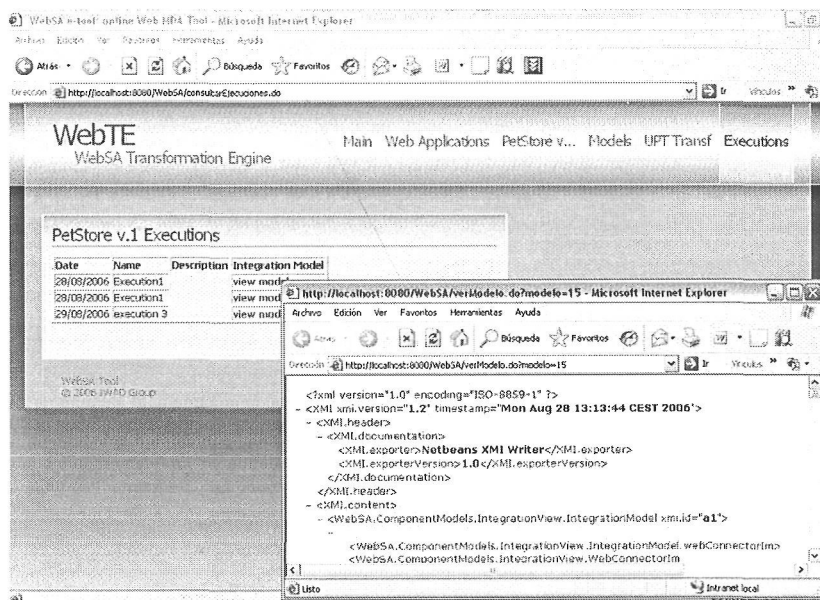 WebSA e-tool: online Web MDA Tool - Microsoft Internet Explorer
Archivo Edición Ver Favoritos Herramientas Ayuda
Atrás Búsqueda Favoritos
Dirección http://localhost:8080/WebSA/consultarEjecuciones.do Ir Vínculos »
WebTE
WebSA Transformation Engine
Main Web Applications PetStore v... Models UPT Transf Executions
PetStore v.1 Executions
Date Name Description Integration Model
28/08/2006 Execution1 view model
28/08/2006 Execution1 view mod
29/08/2006 execution 3 view mod
WebSA Tool
© 2006 IWAD Group
http://localhost:8080/WebSA/verModelo.do?modelo=15 - Microsoft Internet Explorer
Archivo Edición Ver Favoritos Herramientas Ayuda
Atrás Búsqueda Favoritos
Dirección http://localhost:8080/WebSA/verModelo.do?modelo=15 Ir Vínculos »
<?xml version="1.0" encoding="ISO-8859-1" ?>
- <XMI xmi.version="1.2" timestamp="Mon Aug 28 13:13:44 CEST 2006">
- <XMI.header>
- <XMI.documentation>
<XMI.exporter>Netbeans XMI Writer</XMI.exporter>
<XMI.exporterVersion>1.0</XMI.exporterVersion>
</XMI.documentation>
</XMI.header>
- <XMI.content>
- <WebSA.ComponentModels.IntegrationView.IntegrationModel xmi.id="a1">
-
<WebSA.ComponentModels.IntegrationView.IntegrationModel.webConnectorIm>
<WebSA.ComponentModels.IntegrationView.WebConnectorIm
Listo Intranet local